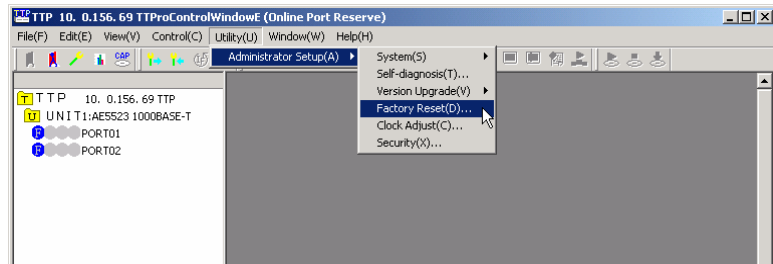 TTP 10. 0.156. 69 TTProControlWindowE (Online Port Reserve)
File(F) Edit(E) View(V) Control(C) Utility(U) Window(W) Help(H)
CAP
Administrator Setup(A)
System(S)
Self-diagnosis(T)...
Version Upgrade(V)
Factory Reset(D)...
Clock Adjust(C)...
Security(X)...
T TTP 10. 0.156. 69 TTP
U UNIT1:AE5523 1000BASE-T
P PORT01
P PORT02